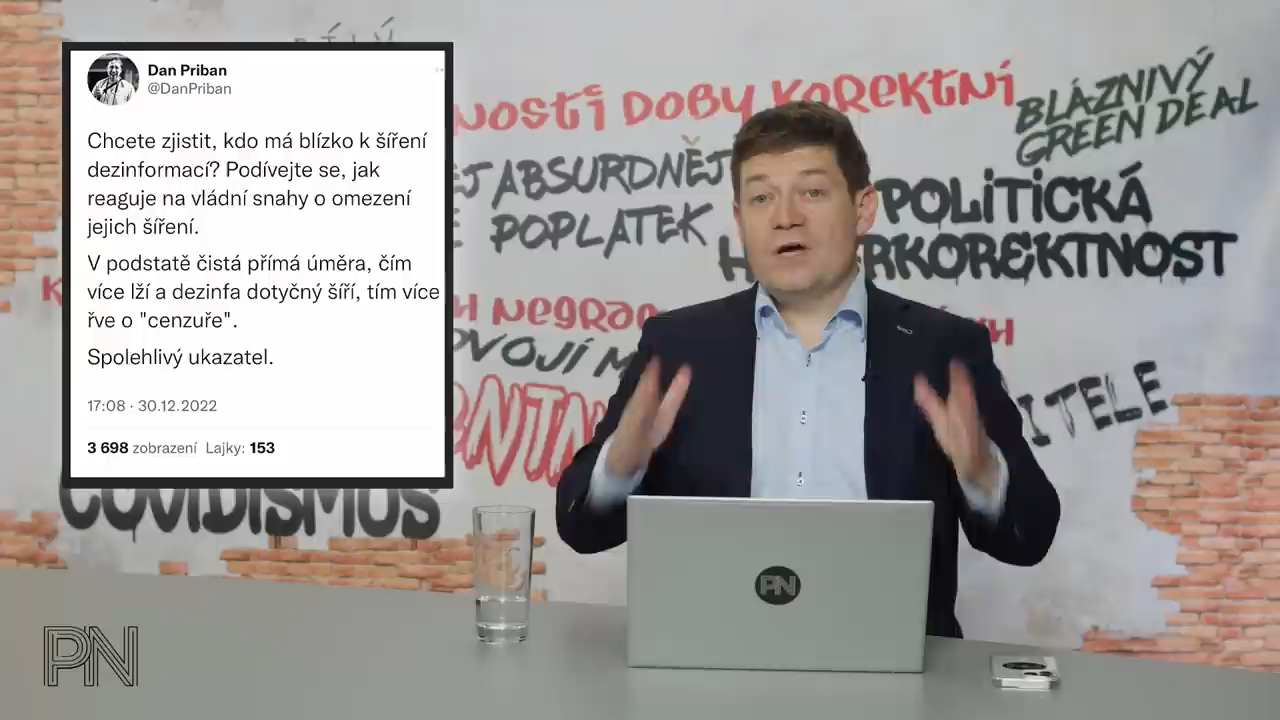 Dan Priban
@DanPriban
Chcete zjistit, kdo má blízko k šíření
dezinformací? Podívejte se, jak
reaguje na vládní snahy o omezení
jejich šíření.
V podstatě čistá přímá úměra, čím
více lží a dezinfa dotyčný šíří, tím více
řve o "cenzuře".
Spolehlivý ukazatel.
17:08 · 30.12.2022
3 698 zobrazení Lajky: 153
DOBY KOREKTNÍ
BLÁZNIVÝ
GREEN DEAL
ABSURDNĚJ
POPLATEK
POLITICKÁ
COVIDISMUS
PN
PN